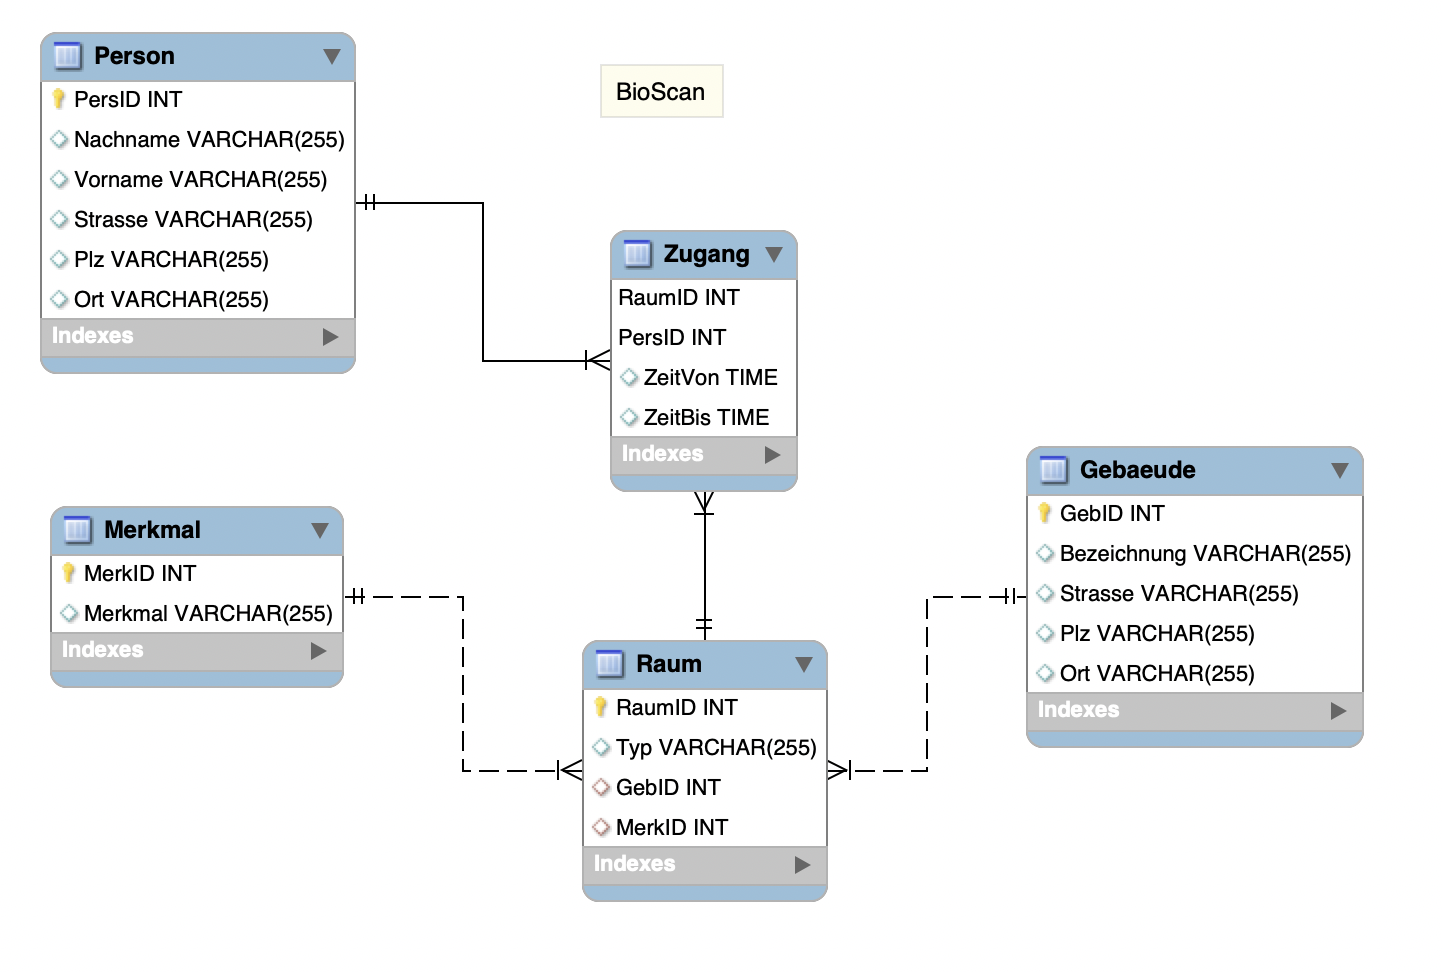 Person
PersID INT
Nachname VARCHAR(255)
Vorname VARCHAR(255)
Strasse VARCHAR(255)
Plz VARCHAR(255)
Ort VARCHAR(255)
Indexes
BioScan
Zugang
RaumID INT
PersID INT
ZeitVon TIME
ZeitBis TIME
Indexes
Merkmal
MerkID INT
Merkmal VARCHAR(255)
Indexes
Gebaeude
GebID INT
Bezeichnung VARCHAR(255)
Strasse VARCHAR(255)
Plz VARCHAR(255)
Ort VARCHAR(255)
Indexes
Raum
RaumID INT
Typ VARCHAR(255)
GebID INT
MerkID INT
Indexes